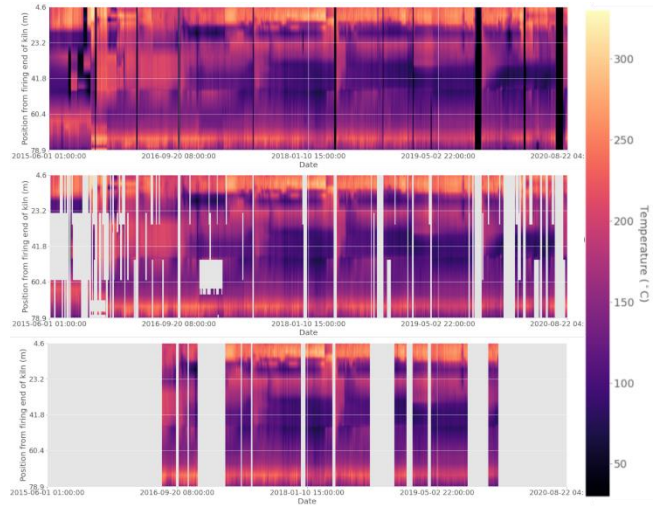 4.6
23.2
41.8
60.4
78.9
Position from firing end of kiln (m)
2015-06-01 01:00:00 2016-09-20 08:00:00 2018-01-10 15:00:00 2019-05-02 22:00:00 2020-08-22 04:
Date
4.6
23.2
41.8
60.4
78.9
Position from firing end of kiln (m)
2015-06-01 01:00:00 2016-09-20 08:00:00 2018-01-10 15:00:00 2019-05-02 22:00:00 2020-08-22 04:
Date
4.6
23.2
41.8
60.4
78.9
Position from firing end of kiln (m)
2015-06-01 01:00:00 2016-09-20 08:00:00 2018-01-10 15:00:00 2019-05-02 22:00:00 2020-08-22 04:
Date
300
250
200
150
100
50
Temperature (°C)